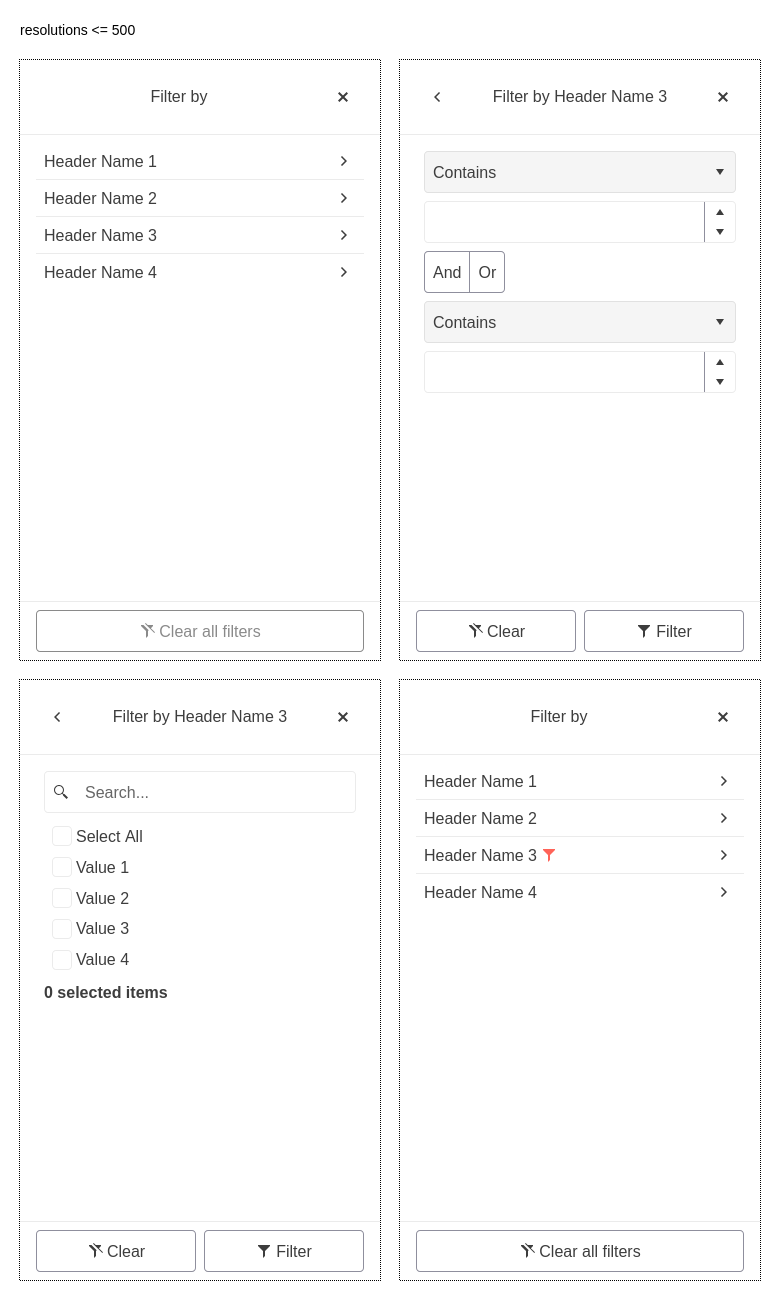 resolutions <= 500
Filter by
Header Name 1
Header Name 2
Header Name 3
Header Name 4
Clear all filters
Filter by Header Name 3
Contains
And Or
Contains
Clear Filter
Filter by Header Name 3
Search...
Select All
Value 1
Value 2
Value 3
Value 4
0 selected items
Clear Filter
Filter by
Header Name 1
Header Name 2
Header Name 3
Header Name 4
Clear all filters